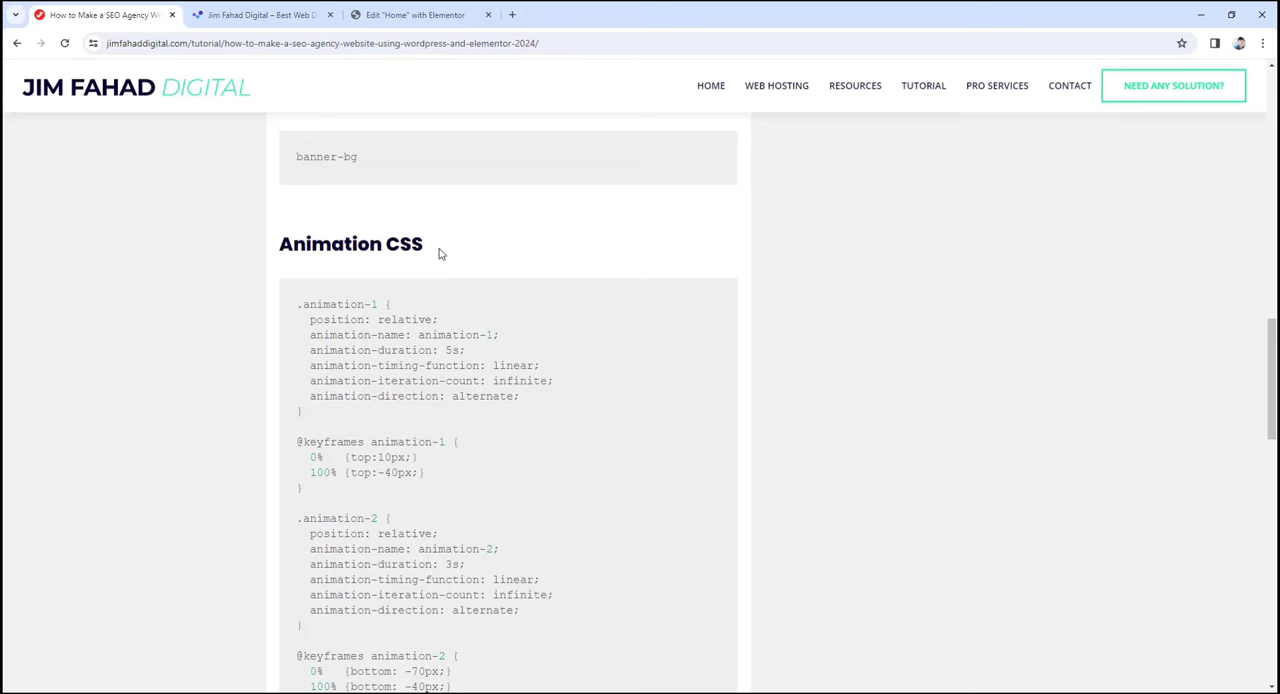 How to Make a SEO Agency We
Jim Fahad Digital – Best Web D
Edit "Home" with Elementor
jimfahaddigital.com/tutorial/how-to-make-a-seo-agency-website-using-wordpress-and-elementor-2024/
JIM FAHAD DIGITAL
HOME
WEB HOSTING
RESOURCES
TUTORIAL
PRO SERVICES
CONTACT
NEED ANY SOLUTION?
banner-bg
Animation CSS
.animation-1 {
position: relative;
animation-name: animation-1;
animation-duration: 5s;
animation-timing-function: linear;
animation-iteration-count: infinite;
animation-direction: alternate;
}
@keyframes animation-1 {
0% {top:10px;}
100% {top:-40px;}
}
.animation-2 {
position: relative;
animation-name: animation-2;
animation-duration: 3s;
animation-timing-function: linear;
animation-iteration-count: infinite;
animation-direction: alternate;
}
@keyframes animation-2 {
0% {bottom: -70px;}
100% {bottom: -40px;}